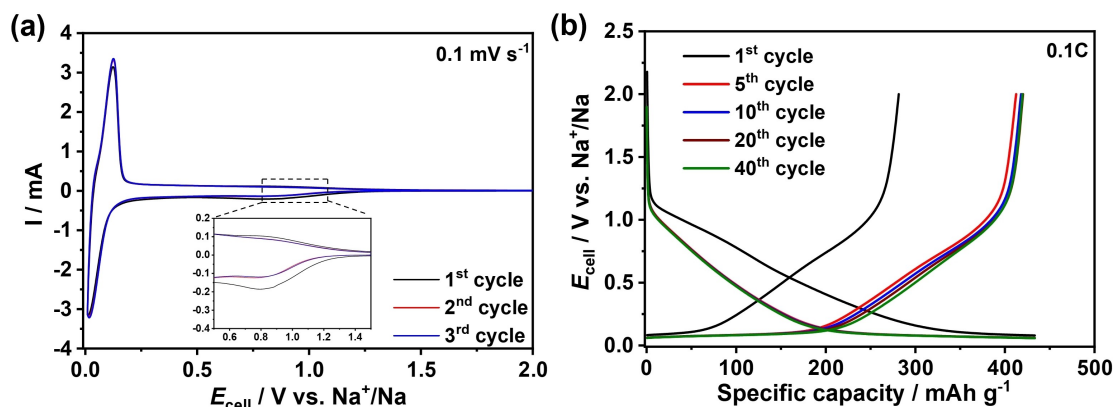 (a)
0.1 mV s⁻¹
4
3
2
1
0
-1
-2
-3
-4
I / mA
0.2
0.1
0.0
-0.1
-0.2
-0.3
-0.4
0.6 0.8 1.0 1.2 1.4
1ˢᵗ cycle
2ⁿᵈ cycle
3ʳᵈ cycle
0.0 0.5 1.0 1.5 2.0
E_cell / V vs. Na⁺/Na
(b)
0.1C
2.5
2.0
1.5
1.0
0.5
0.0
E_cell / V vs. Na⁺/Na
1ˢᵗ cycle
5ᵗʰ cycle
10ᵗʰ cycle
20ᵗʰ cycle
40ᵗʰ cycle
0 100 200 300 400 500
Specific capacity / mAh g⁻¹